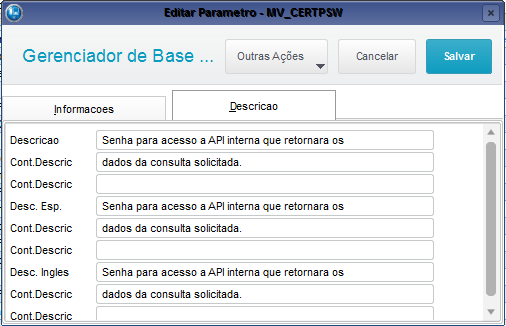 Editar Parametro - MV_CERTPSW
Gerenciador de Base ...
Outras Ações
Cancelar
Salvar
Informacoes
Descricao
Descricao Senha para acesso a API interna que retornara os
Cont.Descric dados da consulta solicitada.
Cont.Descric
Desc. Esp. Senha para acesso a API interna que retornara os
Cont.Descric dados da consulta solicitada.
Cont.Descric
Desc. Ingles Senha para acesso a API interna que retornara os
Cont.Descric dados da consulta solicitada.
Cont.Descric